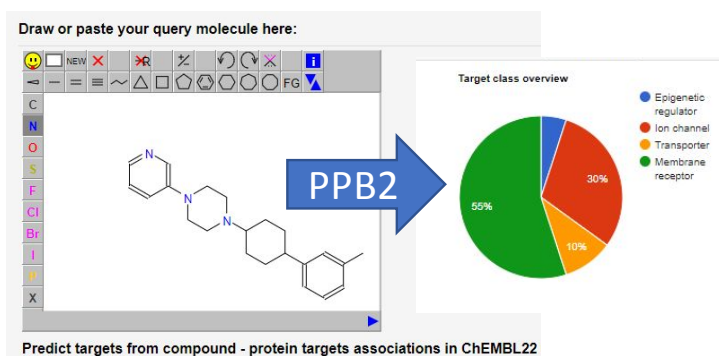 Draw or paste your query molecule here:
NEW R +/- i
FG
C
N
O
S
F
Cl
Br
I
P
X
N
N
N
PPB2
Target class overview
Epigenetic
regulator
Ion channel
Transporter
Membrane
receptor
30%
55%
10%
Predict targets from compound - protein targets associations in ChEMBL22